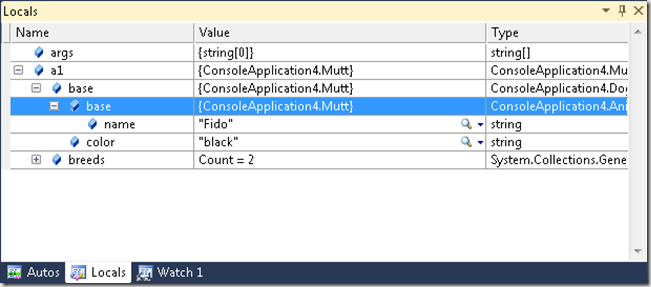 Locals
Name Value Type
args {string[0]} string[]
a1 {ConsoleApplication4.Mutt} ConsoleApplication4.Mu
base {ConsoleApplication4.Mutt} ConsoleApplication4.Dog
base {ConsoleApplication4.Mutt} ConsoleApplication4.Ani
name "Fido" string
color "black" string
breeds Count = 2 System.Collections.Gene
Autos Locals Watch 1